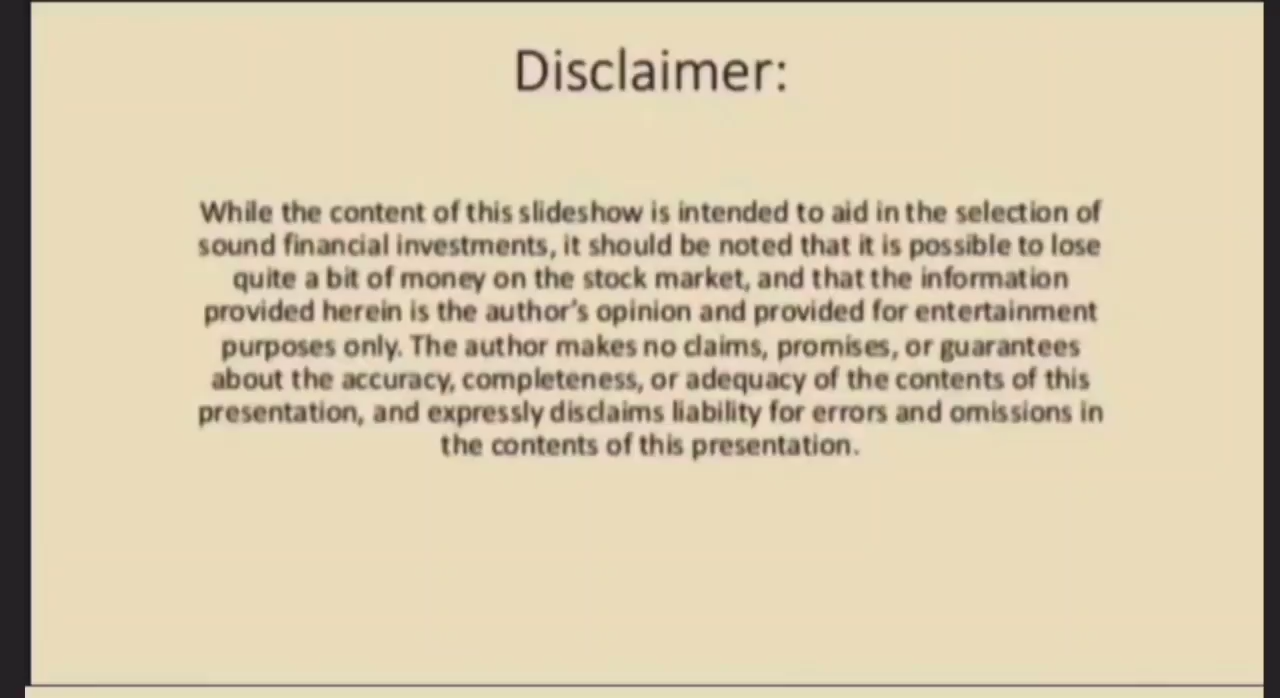 Disclaimer:
While the content of this slideshow is intended to aid in the selection of
sound financial investments, it should be noted that it is possible to lose
quite a bit of money on the stock market, and that the information
provided herein is the author's opinion and provided for entertainment
purposes only. The author makes no claims, promises, or guarantees
about the accuracy, completeness, or adequacy of the contents of this
presentation, and expressly disclaims liability for errors and omissions in
the contents of this presentation.